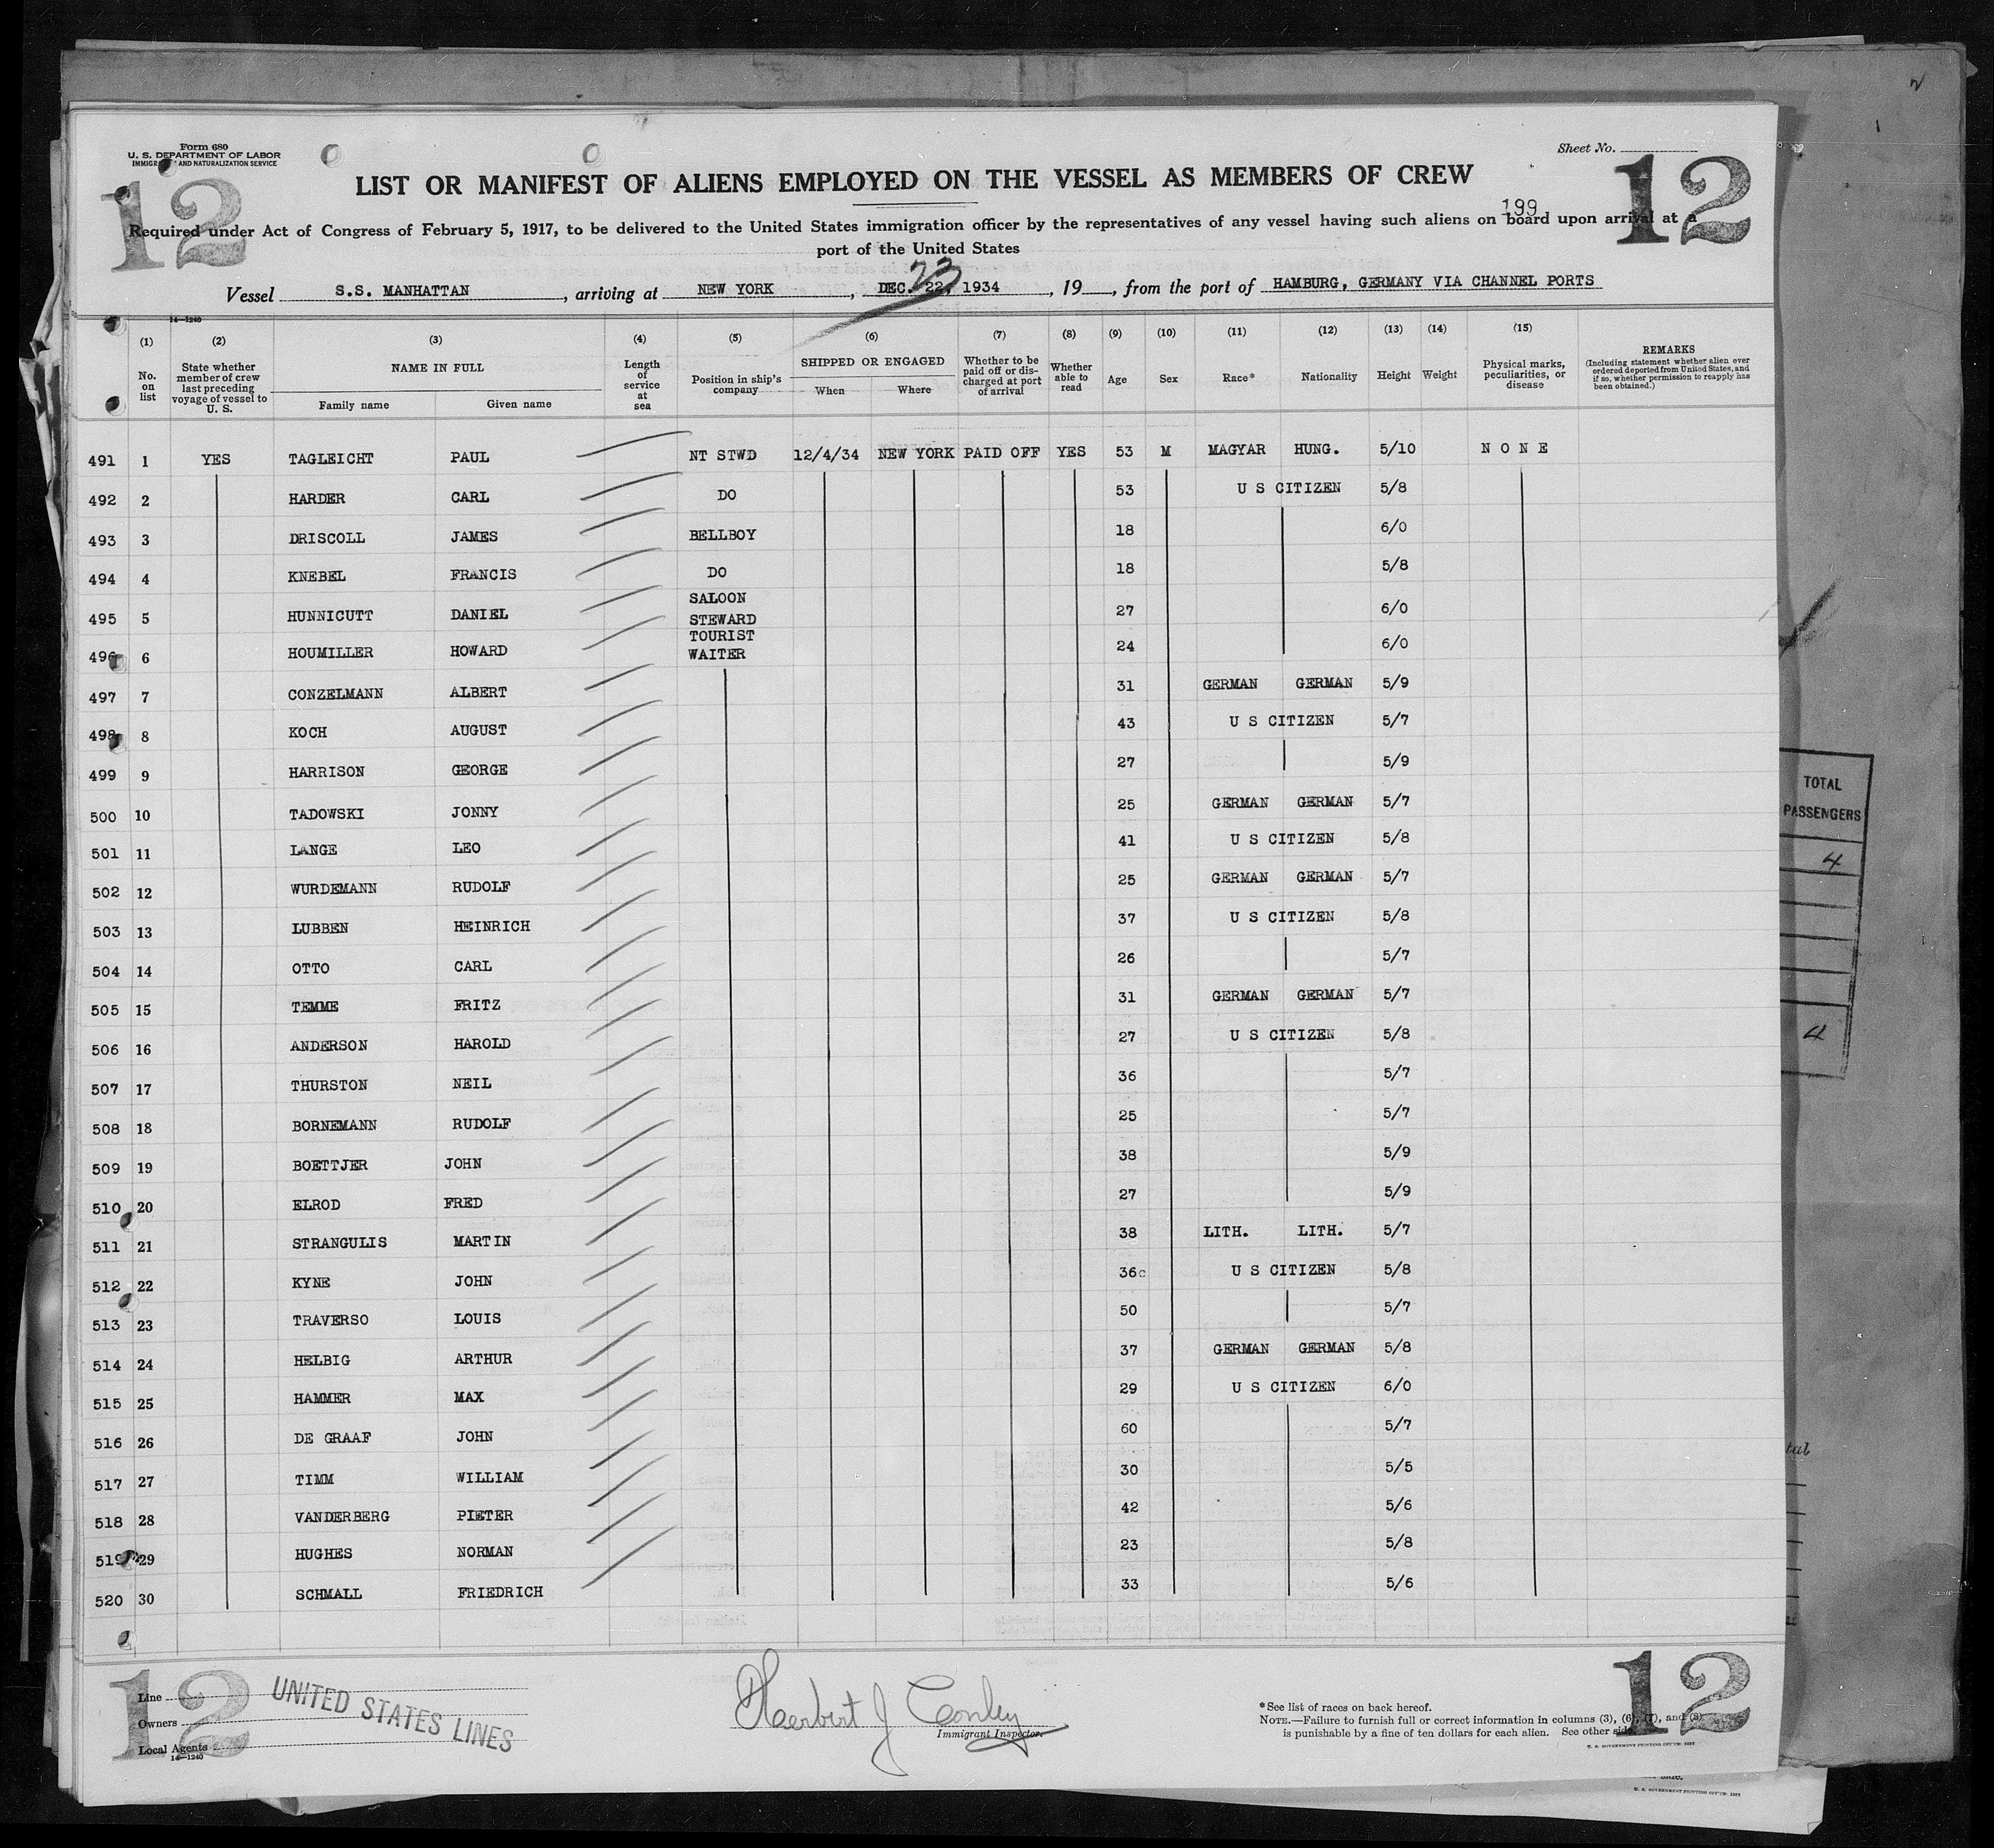 Form 680
U. S. DEPARTMENT OF LABOR
IMMIGRATION AND NATURALIZATION SERVICE
Sheet No.
12 12
LIST OR MANIFEST OF ALIENS EMPLOYED ON THE VESSEL AS MEMBERS OF CREW
199
Required under Act of Congress of February 5, 1917, to be delivered to the United States immigration officer by the representatives of any vessel having such aliens on board upon arrival at a
port of the United States
23
Vessel S.S. MANHATTAN, arriving at NEW YORK, DEC. 22, 1934, 19, from the port of HAMBURG, GERMANY VIA CHANNEL PORTS
14—1240
(1) (2) (3) (4) (5) (6) (7) (8) (9) (10) (11) (12) (13) (14) (15)
No. on list
State whether member of crew last preceding voyage of vessel to U. S.
NAME IN FULL
Family name Given name
Length of service at sea
Position in ship's company
SHIPPED OR ENGAGED
When Where
Whether to be paid off or discharged at port of arrival
Whether able to read
Age Sex Race* Nationality Height Weight
Physical marks, peculiarities, or disease
REMARKS
(Including statement whether alien ever ordered deported from United States, and if so, whether permission to reapply has been obtained.)
491 1 YES TAGLEICHT PAUL NT STWD 12/4/34 NEW YORK PAID OFF YES 53 M MAGYAR HUNG. 5/10 N O N E
492 2 HARDER CARL DO 53 U S CITIZEN 5/8
493 3 DRISCOLL JAMES BELLBOY 18 6/0
494 4 KNEBEL FRANCIS DO 18 5/8
495 5 HUNNICUTT DANIEL SALOON STEWARD 27 6/0
496 6 HOUMILLER HOWARD TOURIST WAITER 24 6/0
497 7 CONZELMANN ALBERT 31 GERMAN GERMAN 5/9
498 8 KOCH AUGUST 43 U S CITIZEN 5/7
499 9 HARRISON GEORGE 27 5/9
500 10 TADOWSKI JONNY 25 GERMAN GERMAN 5/7
501 11 LANGE LEO 41 U S CITIZEN 5/8
502 12 WURDEMANN RUDOLF 25 GERMAN GERMAN 5/7
503 13 LUBBEN HEINRICH 37 U S CITIZEN 5/8
504 14 OTTO CARL 26 5/7
505 15 TEMME FRITZ 31 GERMAN GERMAN 5/7
506 16 ANDERSON HAROLD 27 U S CITIZEN 5/8
507 17 THURSTON NEIL 36 5/7
508 18 BORNEMANN RUDOLF 25 5/7
509 19 BOETTJER JOHN 38 5/9
510 20 ELROD FRED 27 5/9
511 21 STRANGULIS MARTIN 38 LITH. LITH. 5/7
512 22 KYNE JOHN 36c U S CITIZEN 5/8
513 23 TRAVERSO LOUIS 50 5/7
514 24 HELBIG ARTHUR 37 GERMAN GERMAN 5/8
515 25 HAMMER MAX 29 U S CITIZEN 6/0
516 26 DE GRAAF JOHN 60 5/7
517 27 TIMM WILLIAM 30 5/5
518 28 VANDERBERG PIETER 42 5/6
519 29 HUGHES NORMAN 23 5/8
520 30 SCHMALL FRIEDRICH 33 5/6
TOTAL
PASSENGERS
4
4
12 12
Line
Owners
Local Agents
14—1240
UNITED STATES LINES
Herbert J Conley
Immigrant Inspector.
*See list of races on back hereof.
NOTE.—Failure to furnish full or correct information in columns (3), (6), (7), and (8)
is punishable by a fine of ten dollars for each alien. See other side.